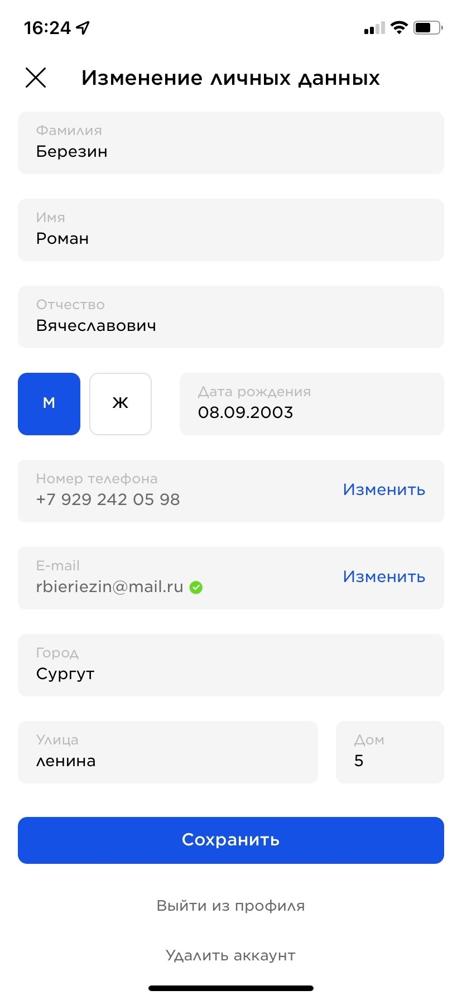 16:24
Изменение личных данных
Фамилия
Березин
Имя
Роман
Отчество
Вячеславович
М Ж
Дата рождения
08.09.2003
Номер телефона
+7 929 242 05 98
Изменить
E-mail
rbieriezin@mail.ru
Изменить
Город
Сургут
Улица
ленина
Дом
5
Сохранить
Выйти из профиля
Удалить аккаунт